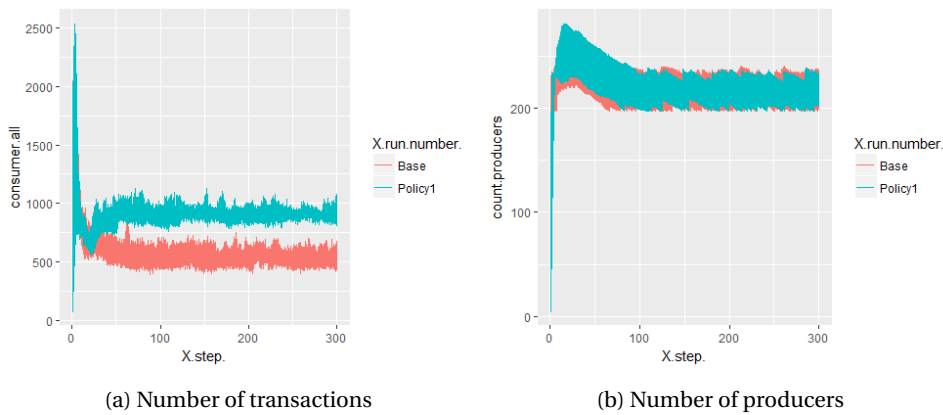 consumer.all
2500
2000
1500
1000
500
0
0
100
200
300
X.step.
X.run.number.
Base
Policy1
(a) Number of transactions
count.producers
200
100
0
0
100
200
300
X.step.
X.run.number.
Base
Policy1
(b) Number of producers